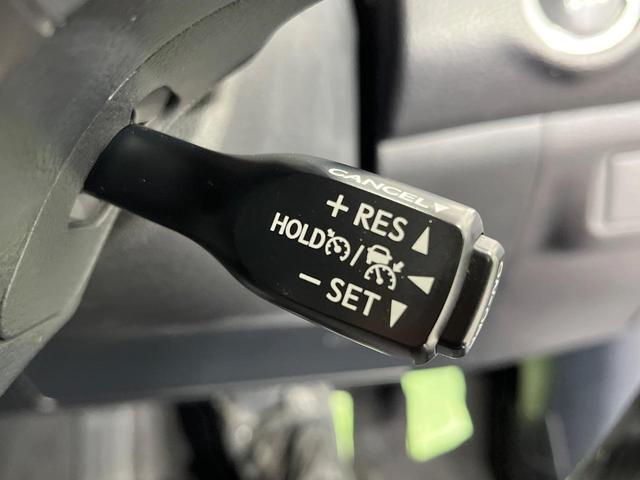 CANCEL▼
+ RES ▲
HOLD /
− SET ▼